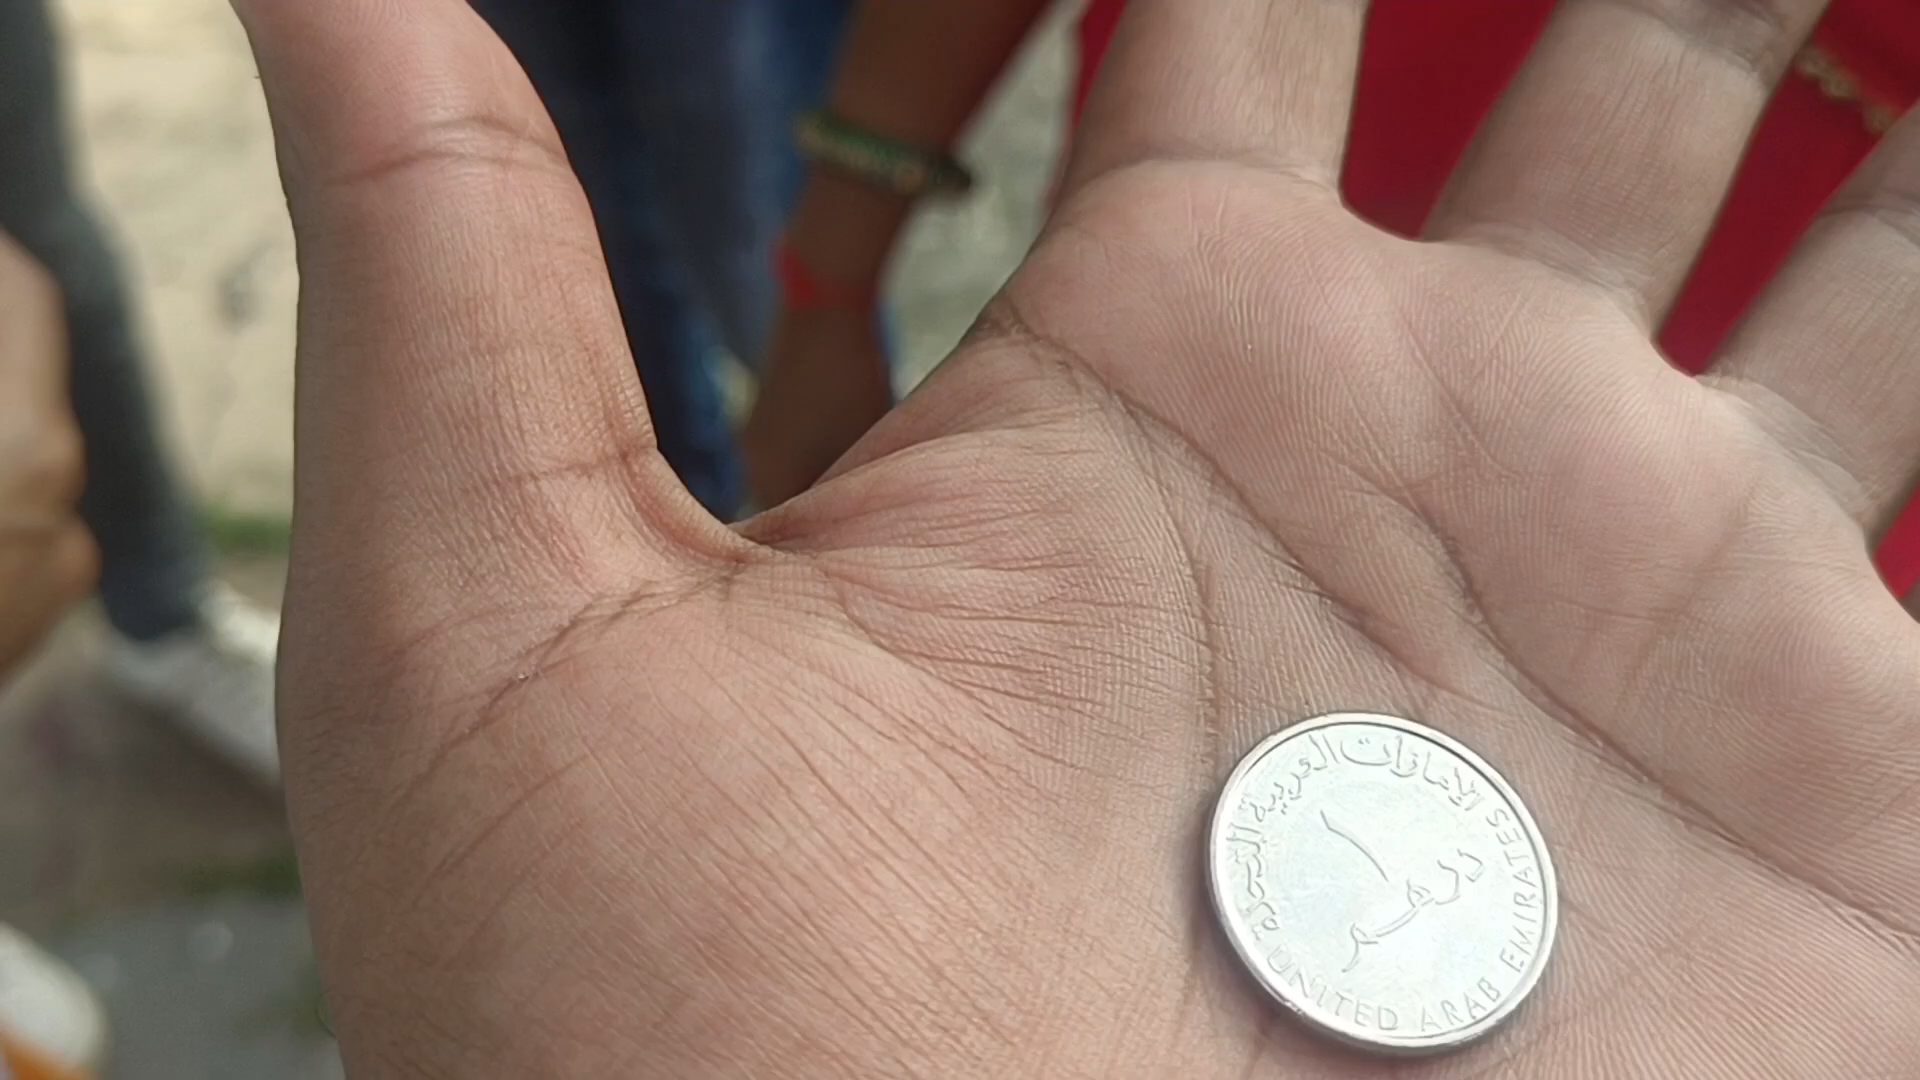 الإمارات العربية المتحدة
١
درهم
UNITED ARAB EMIRATES